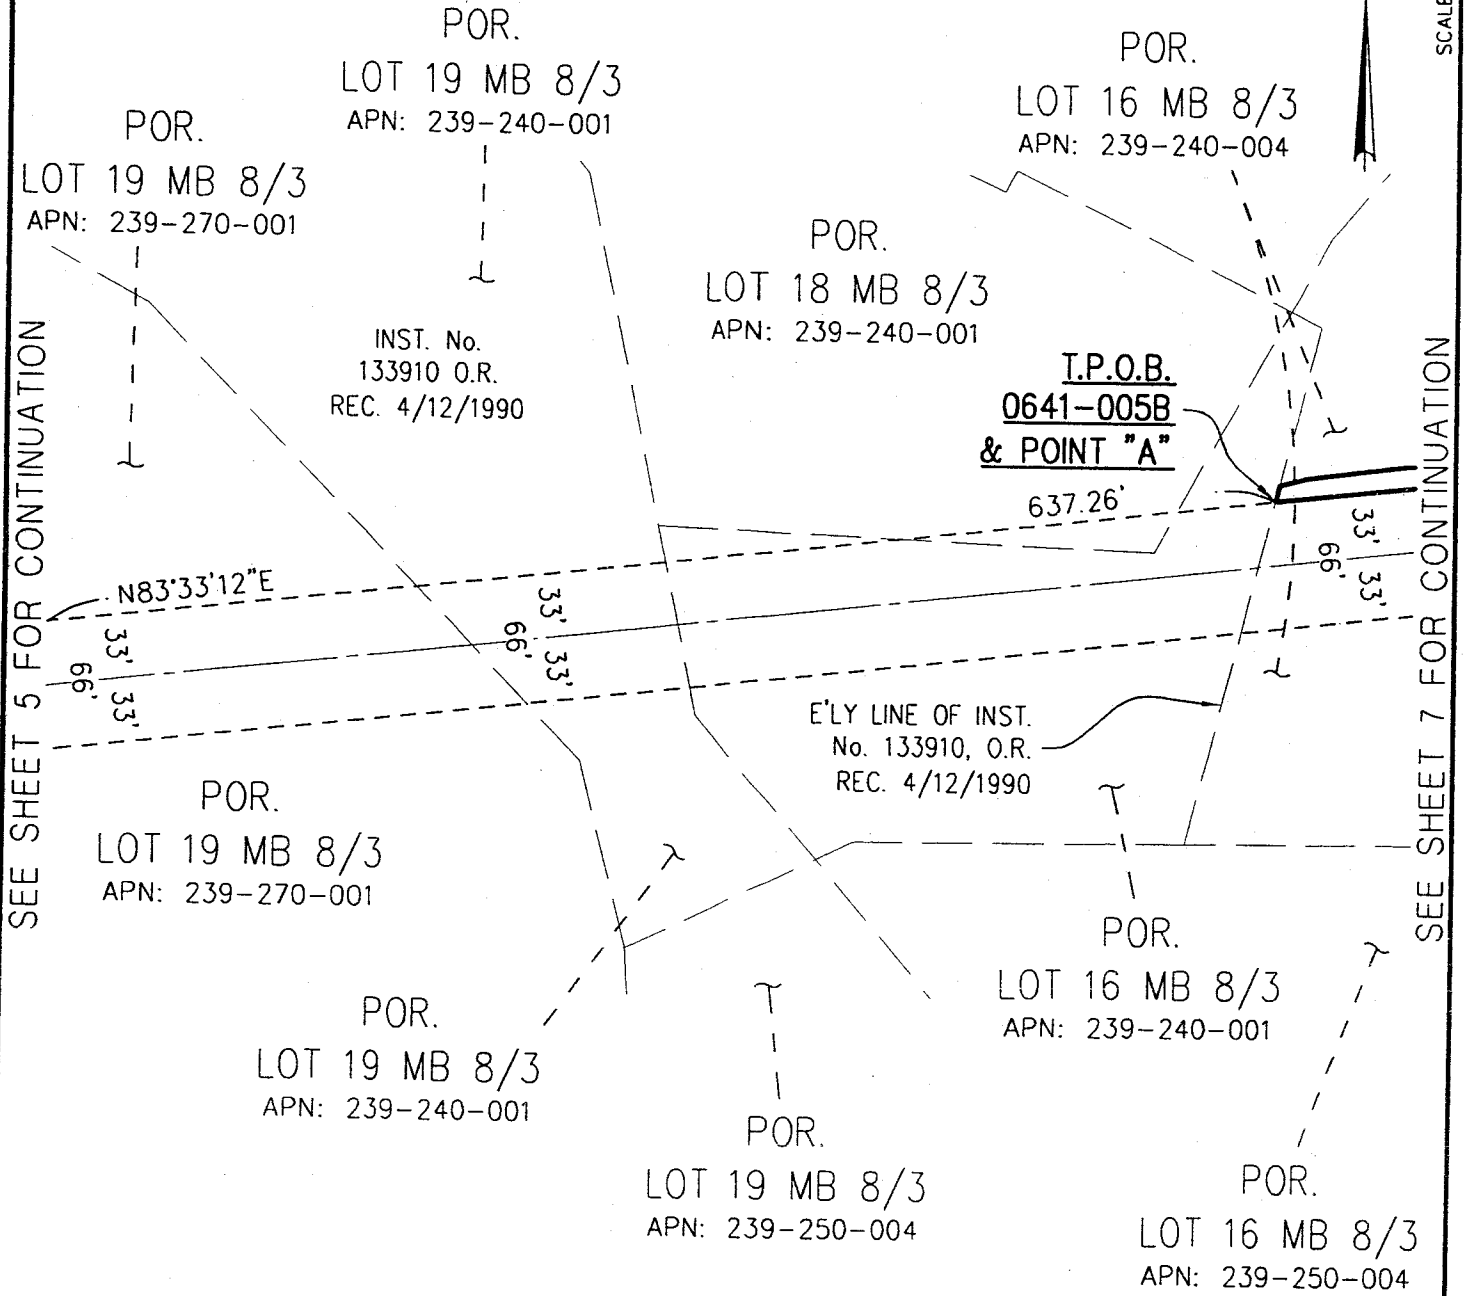 SCALE
POR.
LOT 19 MB 8/3
APN: 239-240-001
POR.
LOT 16 MB 8/3
APN: 239-240-004
POR.
LOT 19 MB 8/3
APN: 239-270-001
POR.
LOT 18 MB 8/3
APN: 239-240-001
INST. No.
133910 O.R.
REC. 4/12/1990
T.P.O.B.
0641-005B
& POINT "A"
637.26'
SEE SHEET 5 FOR CONTINUATION
SEE SHEET 7 FOR CONTINUATION
N83°33'12"E
33'
66'
33'
33'
66'
33'
33'
66'
33'
E'LY LINE OF INST.
No. 133910, O.R.
REC. 4/12/1990
POR.
LOT 19 MB 8/3
APN: 239-270-001
POR.
LOT 16 MB 8/3
APN: 239-240-001
POR.
LOT 19 MB 8/3
APN: 239-240-001
POR.
LOT 19 MB 8/3
APN: 239-250-004
POR.
LOT 16 MB 8/3
APN: 239-250-004